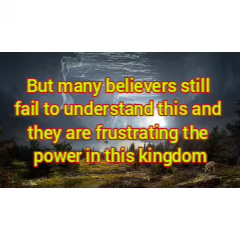 But many believers still
fail to understand this and
they are frustrating the
power in this kingdom